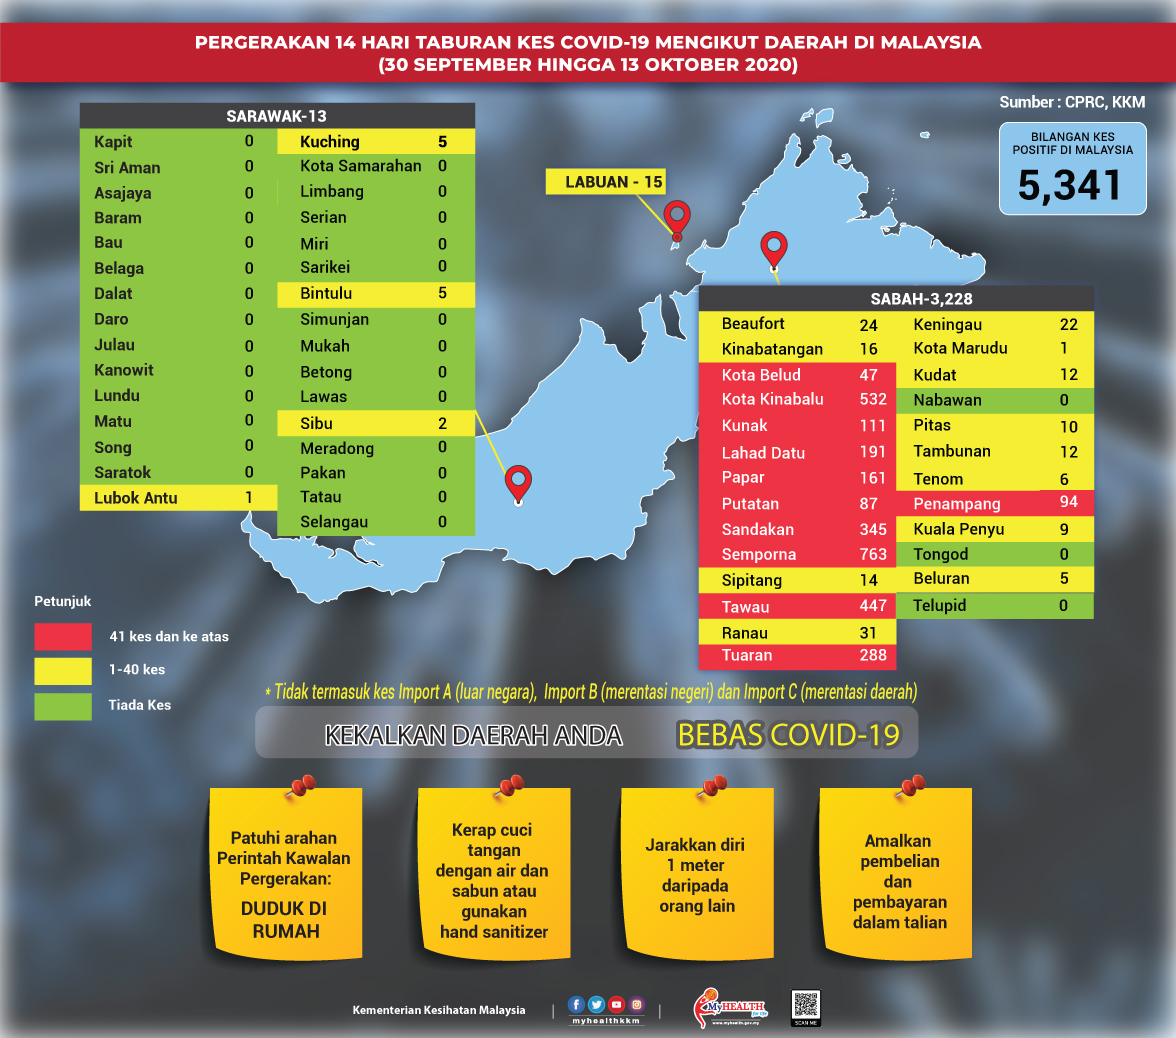 PERGERAKAN 14 HARI TABURAN KES COVID-19 MENGIKUT DAERAH DI MALAYSIA
(30 SEPTEMBER HINGGA 13 OKTOBER 2020)
Sumber : CPRC, KKM
BILANGAN KES
POSITIF DI MALAYSIA
5,341
SARAWAK-13
Kapit 0
Sri Aman 0
Asajaya 0
Baram 0
Bau 0
Belaga 0
Dalat 0
Daro 0
Julau 0
Kanowit 0
Lundu 0
Matu 0
Song 0
Saratok 0
Lubok Antu 1
Kuching 5
Kota Samarahan 0
Limbang 0
Serian 0
Miri 0
Sarikei 0
Bintulu 5
Simunjan 0
Mukah 0
Betong 0
Lawas 0
Sibu 2
Meradong 0
Pakan 0
Tatau 0
Selangau 0
LABUAN - 15
SABAH-3,228
Beaufort 24
Kinabatangan 16
Kota Belud 47
Kota Kinabalu 532
Kunak 111
Lahad Datu 191
Papar 161
Putatan 87
Sandakan 345
Semporna 763
Sipitang 14
Tawau 447
Ranau 31
Tuaran 288
Keningau 22
Kota Marudu 1
Kudat 12
Nabawan 0
Pitas 10
Tambunan 12
Tenom 6
Penampang 94
Kuala Penyu 9
Tongod 0
Beluran 5
Telupid 0
Petunjuk
41 kes dan ke atas
1-40 kes
Tiada Kes
* Tidak termasuk kes Import A (luar negara), Import B (merentasi negeri) dan Import C (merentasi daerah)
KEKALKAN DAERAH ANDA BEBAS COVID-19
Patuhi arahan
Perintah Kawalan
Pergerakan:
DUDUK DI
RUMAH
Kerap cuci
tangan
dengan air dan
sabun atau
gunakan
hand sanitizer
Jarakkan diri
1 meter
daripada
orang lain
Amalkan
pembelian
dan
pembayaran
dalam talian
Kementerian Kesihatan Malaysia
myhealthkkm
MyHEALTH
for life
www.myhealth.gov.my
SCAN ME